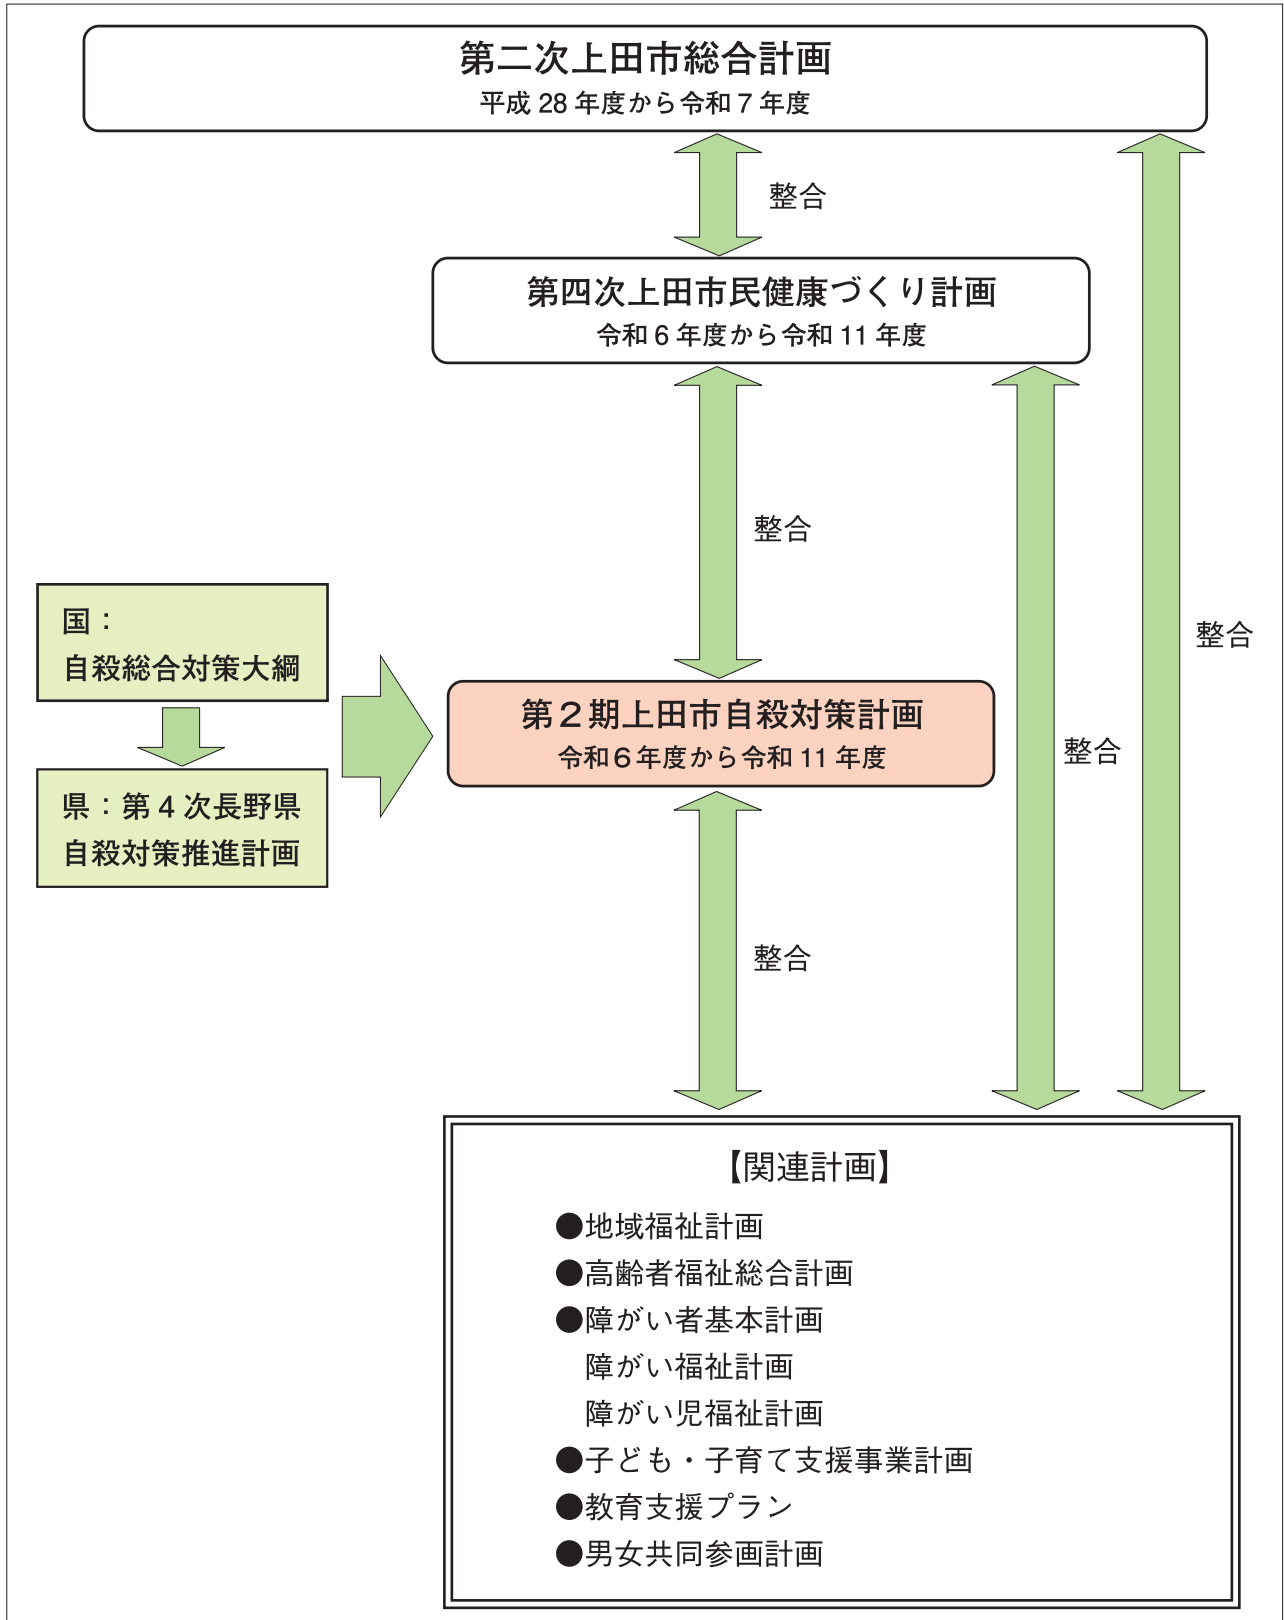 第二次上田市総合計画
平成 28 年度から令和 7 年度
整合
第四次上田市民健康づくり計画
令和 6 年度から令和 11 年度
整合
整合
国：
自殺総合対策大綱
第２期上田市自殺対策計画
令和６年度から令和 11 年度
整合
県：第 4 次長野県
自殺対策推進計画
整合
【関連計画】
●地域福祉計画
●高齢者福祉総合計画
●障がい者基本計画
障がい福祉計画
障がい児福祉計画
●子ども・子育て支援事業計画
●教育支援プラン
●男女共同参画計画